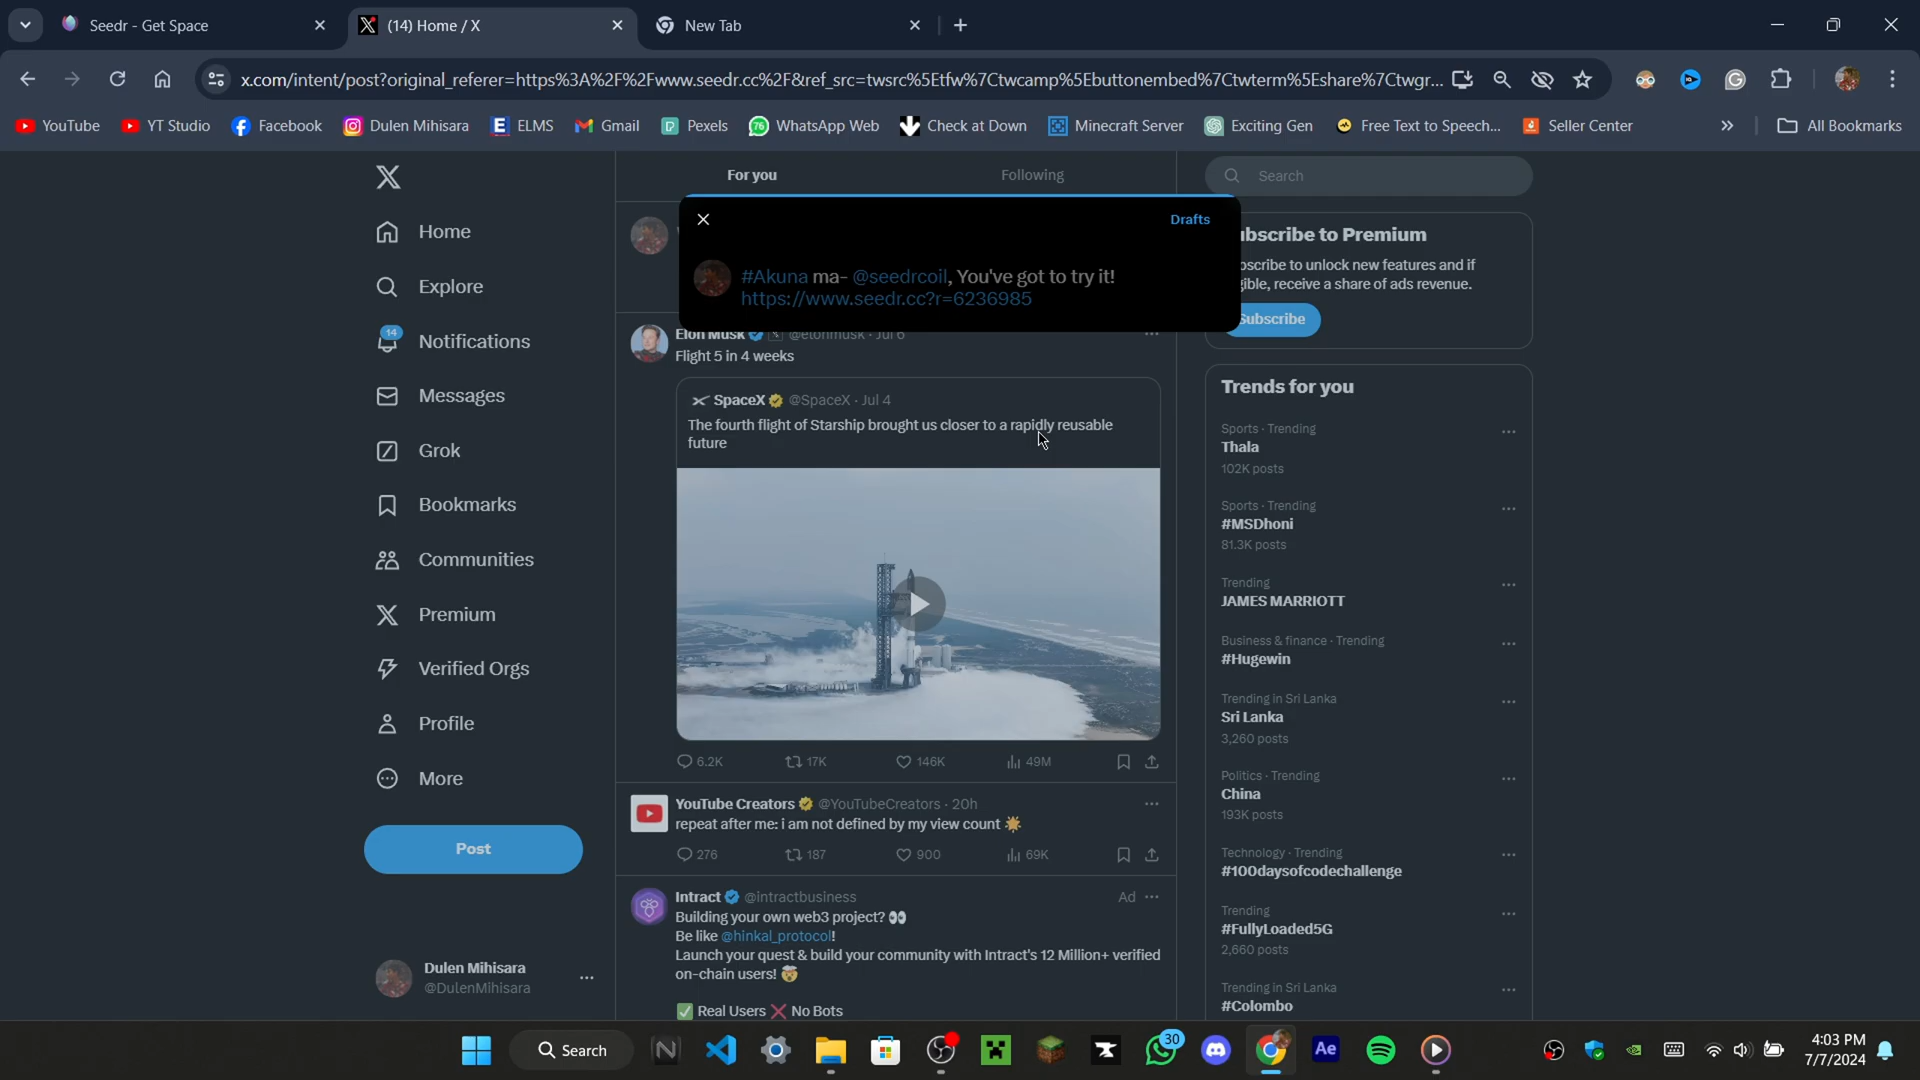 Seedr - Get Space
(14) Home / X
New Tab
x.com/intent/post?original_referer=https%3A%2F%2Fwww.seedr.cc%2F&ref_src=twsrc%5Etfw%7Ctwcamp%5Ebuttonembed%7Ctwterm%5Eshare%7Ctwgr...
YouTube
YT Studio
Facebook
Dulen Mihisara
ELMS
Gmail
Pexels
WhatsApp Web
Check at Down
Minecraft Server
Exciting Gen
Free Text to Speech...
Seller Center
All Bookmarks
Home
Explore
14
Notifications
Messages
Grok
Bookmarks
Communities
Premium
Verified Orgs
Profile
More
Post
Dulen Mihisara
@DulenMihisara
For you
Following
Drafts
#Akuna ma- @seedrcoil, You've got to try it!
https://www.seedr.cc?r=6236985
Elon Musk @elonmusk · Jul 6
Flight 5 in 4 weeks
SpaceX @SpaceX · Jul 4
The fourth flight of Starship brought us closer to a rapidly reusable
future
6.2K 17K 146K 49M
YouTube Creators @YouTubeCreators · 20h
repeat after me: i am not defined by my view count
276 187 900 69K
Intract @intractbusiness Ad
Building your own web3 project? 👀
Be like @hinkal_protocol!
Launch your quest & build your community with Intract's 12 Million+ verified
on-chain users! 🤯
✅ Real Users ❌ No Bots
Search
ubscribe to Premium
oscribe to unlock new features and if
gible, receive a share of ads revenue.
Subscribe
Trends for you
Sports · Trending
Thala
102K posts
Sports · Trending
#MSDhoni
81.3K posts
Trending
JAMES MARRIOTT
Business & finance · Trending
#Hugewin
Trending in Sri Lanka
Sri Lanka
3,260 posts
Politics · Trending
China
193K posts
Technology · Trending
#100daysofcodechallenge
Trending
#FullyLoaded5G
2,660 posts
Trending in Sri Lanka
#Colombo
Search
30
Ae
4:03 PM
7/7/2024